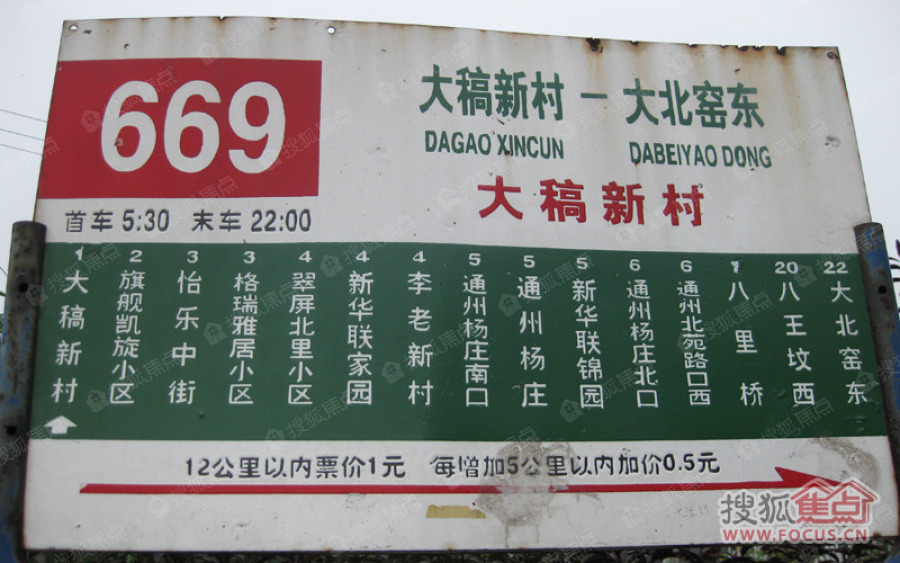 669
大稿新村 — 大北窑东
DAGAO XINCUN DABEIYAO DONG
大稿新村
首车 5:30 末车 22:00
1 大稿新村
2 旗舰凯旋小区
3 怡乐中街
3 格瑞雅居小区
4 翠屏北里小区
4 新华联家园
4 李老新村
5 通州杨庄南口
5 通州杨庄
5 新华联锦园
6 通州杨庄北口
6 通州北苑路口西
1 八里桥
20 八王坟西
22 大北窑东
12公里以内票价1元 每增加5公里以内加价0.5元
搜狐焦点
WWW.FOCUS.CN